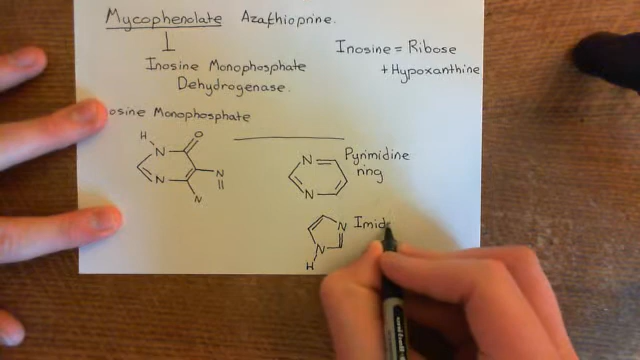 Mycophenolate Azathioprine.
Inosine Monophosphate
Dehydrogenase.
Inosine = Ribose
+ Hypoxanthine
osine Monophosphate
H
N
O
N
N
N
N
N
Pyrimidine
ring
N
N
H
Imid